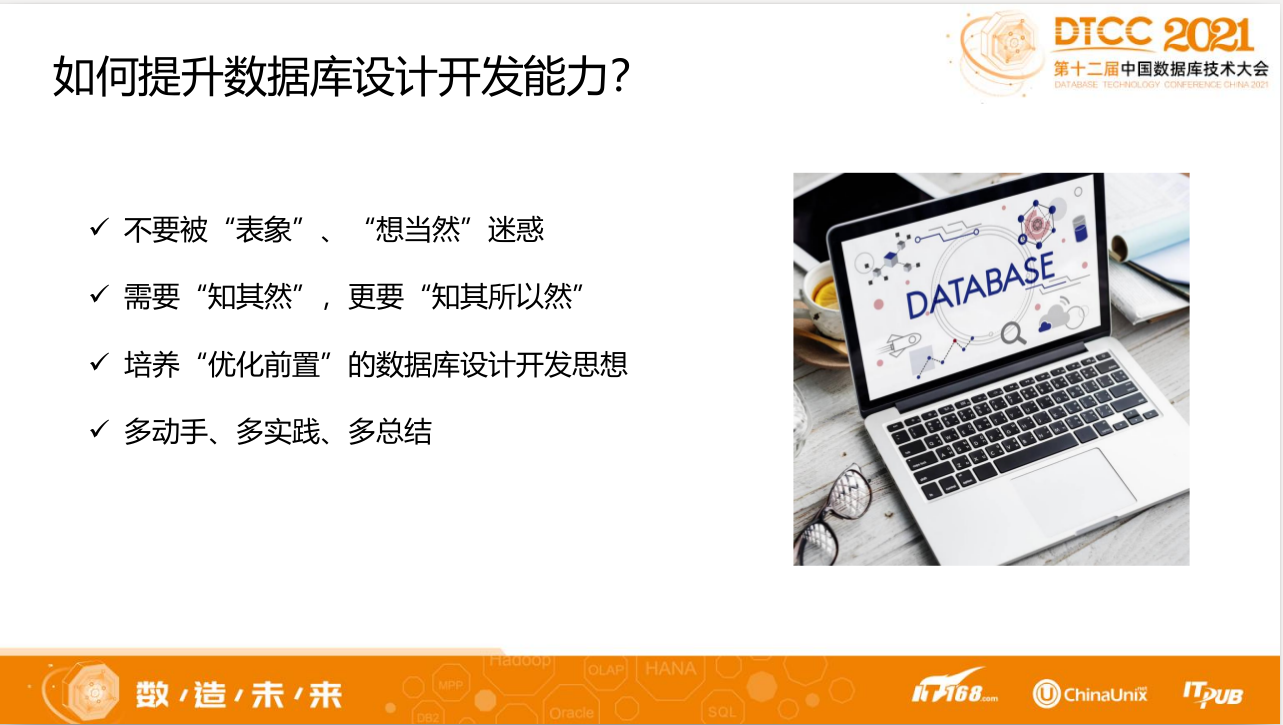 如何提升数据库设计开发能力？
DTCC 2021
第十二届中国数据库技术大会
DATABASE TECHNOLOGY CONFERENCE CHINA 2021
✓ 不要被“表象”、“想当然”迷惑
✓ 需要“知其然”，更要“知其所以然”
✓ 培养“优化前置”的数据库设计开发思想
✓ 多动手、多实践、多总结
DATABASE
数/造/未/来
Hadoop
MPP
OLAP
HANA
DB2
Oracle
SQL
IT168.com
ChinaUnix.net
ITPUB